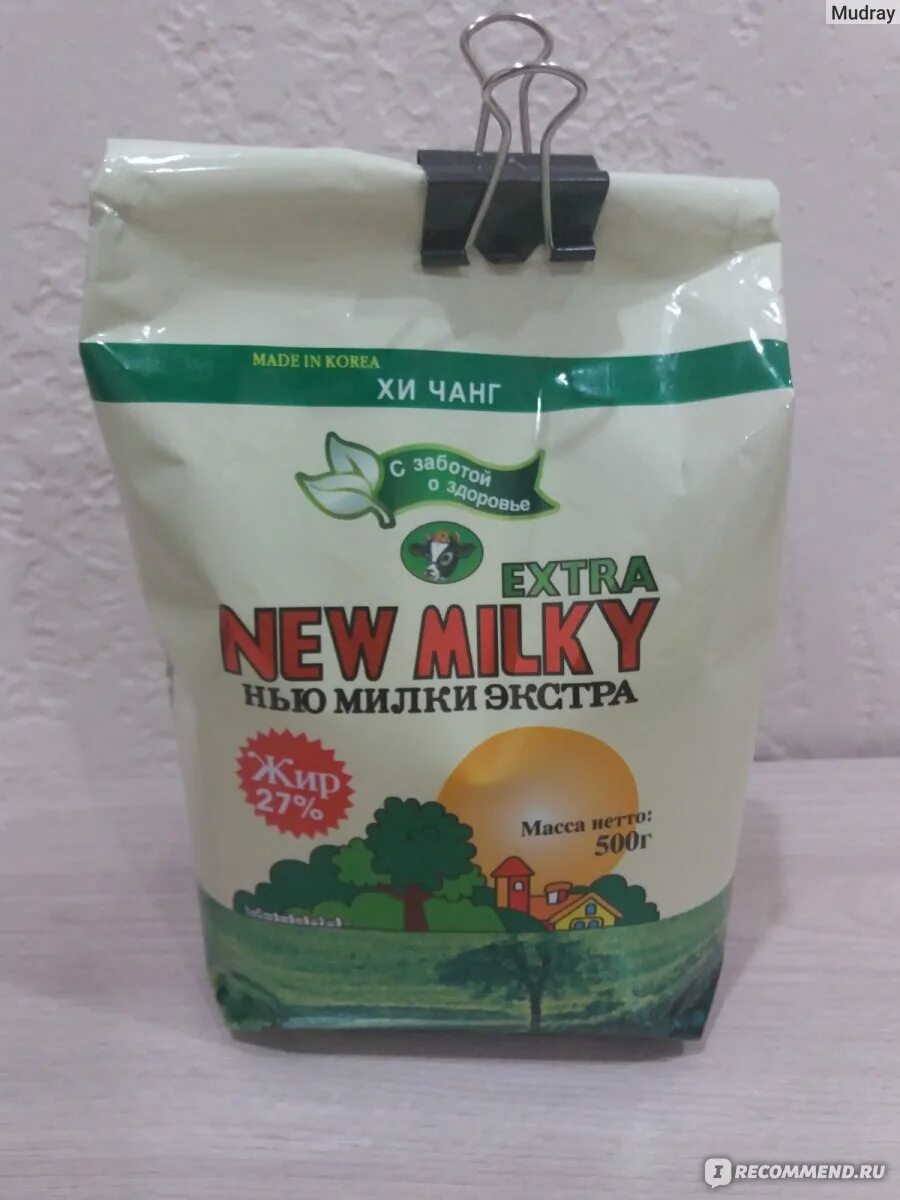 Mudray
MADE IN KOREA
ХИ ЧАНГ
С заботой
о здоровье
EXTRA
NEW MILKY
НЬЮ МИЛКИ ЭКСТРА
Жир
27%
Масса нетто:
500г
IRECOMMEND.RU